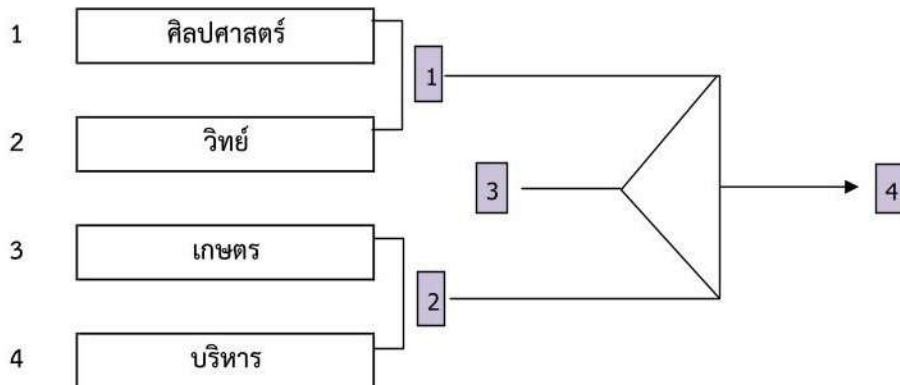 1 ศิลปศาสตร์
1
2 วิทย์
3
4
3 เกษตร
2
4 บริหาร